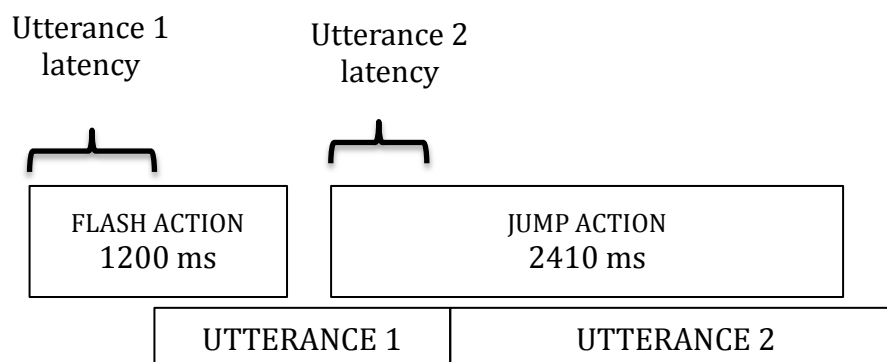 Utterance 1
latency
Utterance 2
latency
FLASH ACTION
1200 ms
JUMP ACTION
2410 ms
UTTERANCE 1
UTTERANCE 2